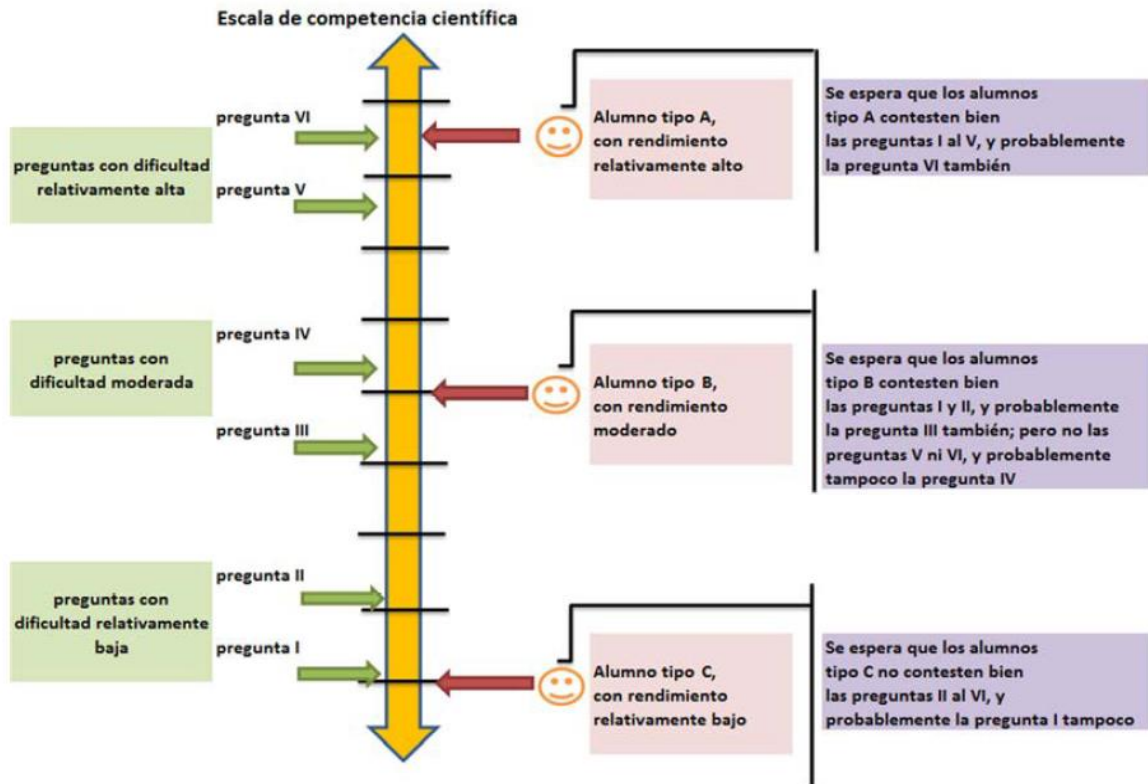 Escala de competencia científica
preguntas con dificultad
relativamente alta
pregunta VI
pregunta V
Alumno tipo A,
con rendimiento
relativamente alto
Se espera que los alumnos
tipo A contesten bien
las preguntas I al V, y probablemente
la pregunta VI también
preguntas con
dificultad moderada
pregunta IV
pregunta III
Alumno tipo B,
con rendimiento
moderado
Se espera que los alumnos
tipo B contesten bien
las preguntas I y II, y probablemente
la pregunta III también; pero no las
preguntas V ni VI, y probablemente
tampoco la pregunta IV
preguntas con
dificultad relativamente
baja
pregunta II
pregunta I
Alumno tipo C,
con rendimiento
relativamente bajo
Se espera que los alumnos
tipo C no contesten bien
las preguntas II al VI, y
probablemente la pregunta I tampoco